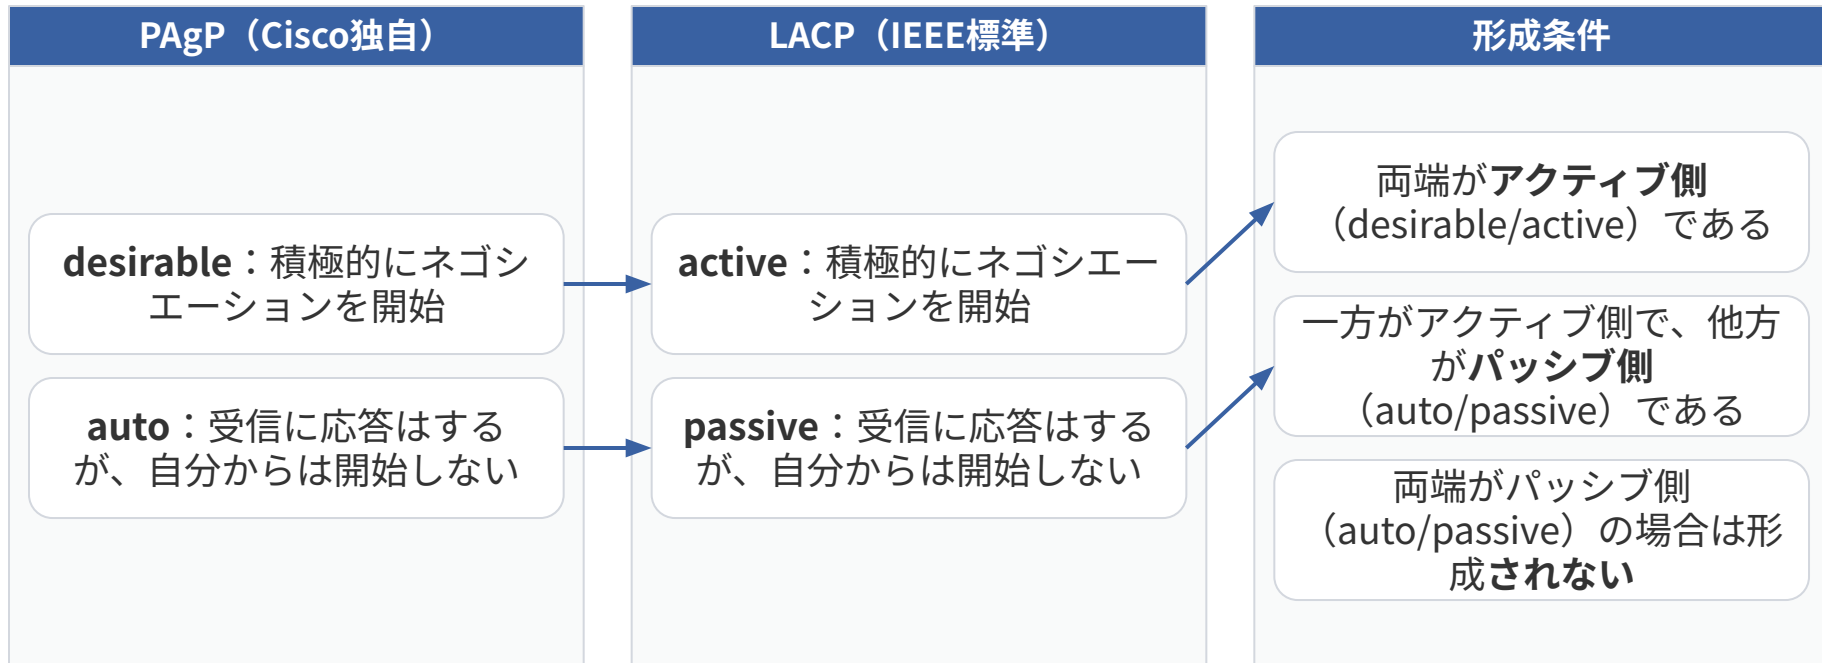 PAgP（Cisco独自）
desirable：積極的にネゴシ
エーションを開始
auto：受信に応答はする
が、自分からは開始しない
LACP（IEEE標準）
active：積極的にネゴシエー
ションを開始
passive：受信に応答はする
が、自分からは開始しない
形成条件
両端がアクティブ側
（desirable/active）である
一方がアクティブ側で、他方
がパッシブ側
（auto/passive）である
両端がパッシブ側
（auto/passive）の場合は形
成されない